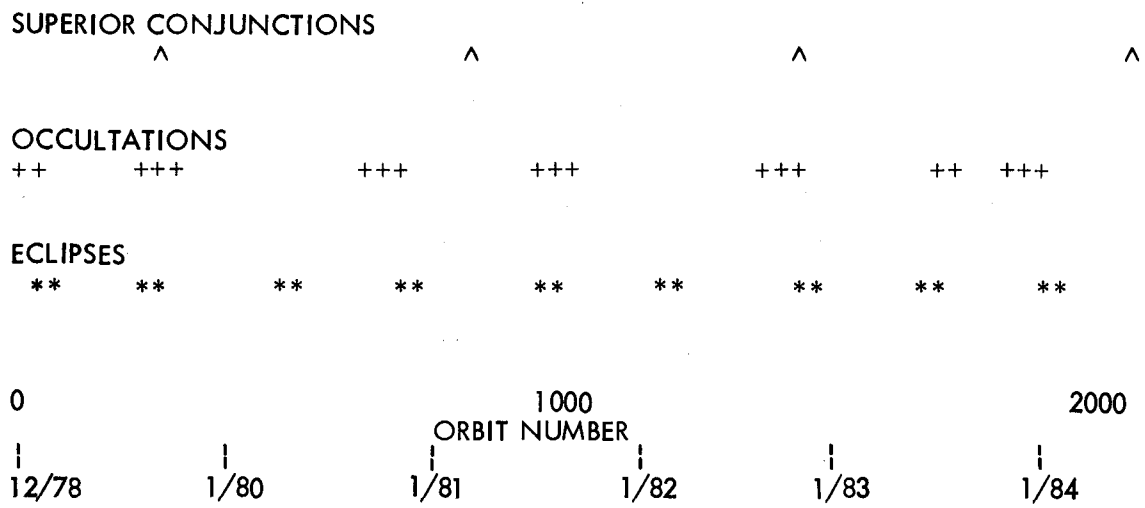 SUPERIOR CONJUNCTIONS
^ ^ ^ ^
OCCULTATIONS
++ +++ +++ +++ +++ ++ +++
ECLIPSES
** ** ** ** ** ** ** ** **
0 1000 2000
ORBIT NUMBER
12/78 1/80 1/81 1/82 1/83 1/84